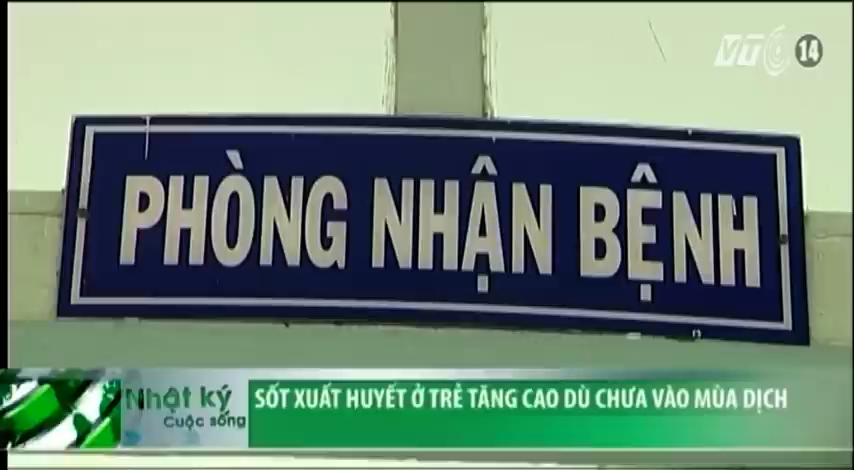 VTC 14
PHÒNG NHẬN BỆNH
Nhật ký
Cuộc sống
SỐT XUẤT HUYẾT Ở TRẺ TĂNG CAO DÙ CHƯA VÀO MÙA DỊCH